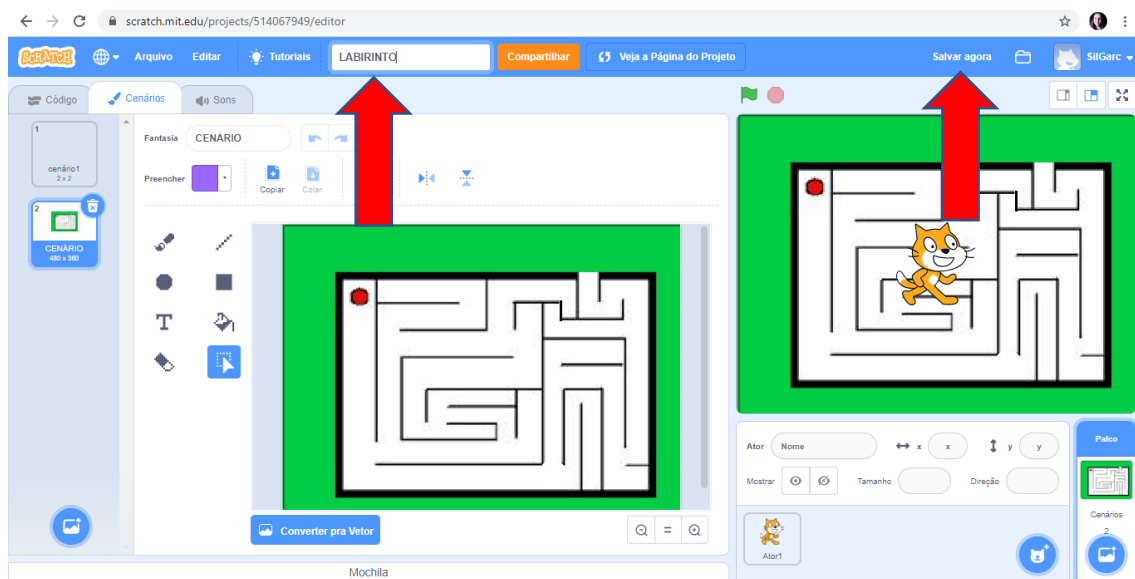 scratch.mit.edu/projects/514067949/editor
SCRATCH Arquivo Editar Tutoriais LABIRINTO Compartilhar Veja a Página do Projeto Salvar agora SilGarc
Código Cenários Sons
1
cenário1
2 x 2
2
CENÁRIO
480 x 360
Fantasia CENÁRIO
Preencher Copiar Colar
T
Converter pra Vetor
=
Mochila
Ator Nome x x y y
Mostrar Tamanho Direção
Ator1
Palco
Cenários
2